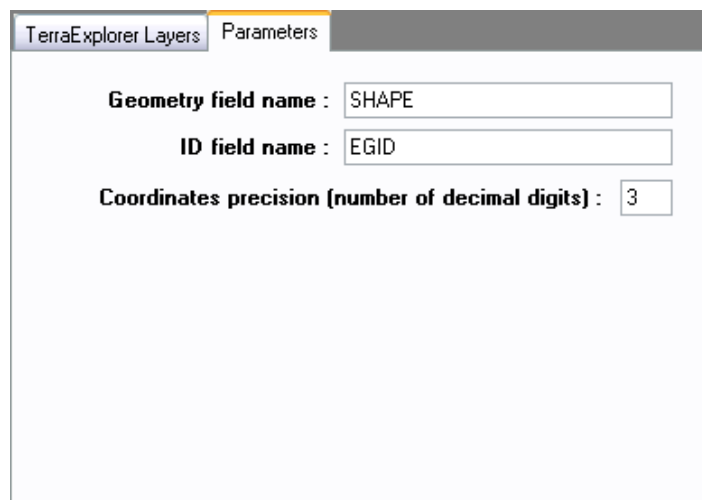 TerraExplorer Layers Parameters
Geometry field name : SHAPE
ID field name : EGID
Coordinates precision (number of decimal digits) : 3